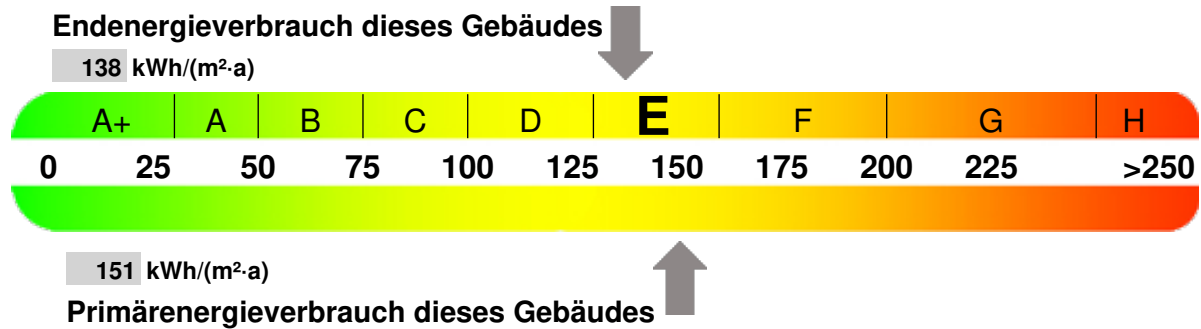 Endenergieverbrauch dieses Gebäudes
138 kWh/(m²·a)
A+ A B C D E F G H
0 25 50 75 100 125 150 175 200 225 >250
151 kWh/(m²·a)
Primärenergieverbrauch dieses Gebäudes